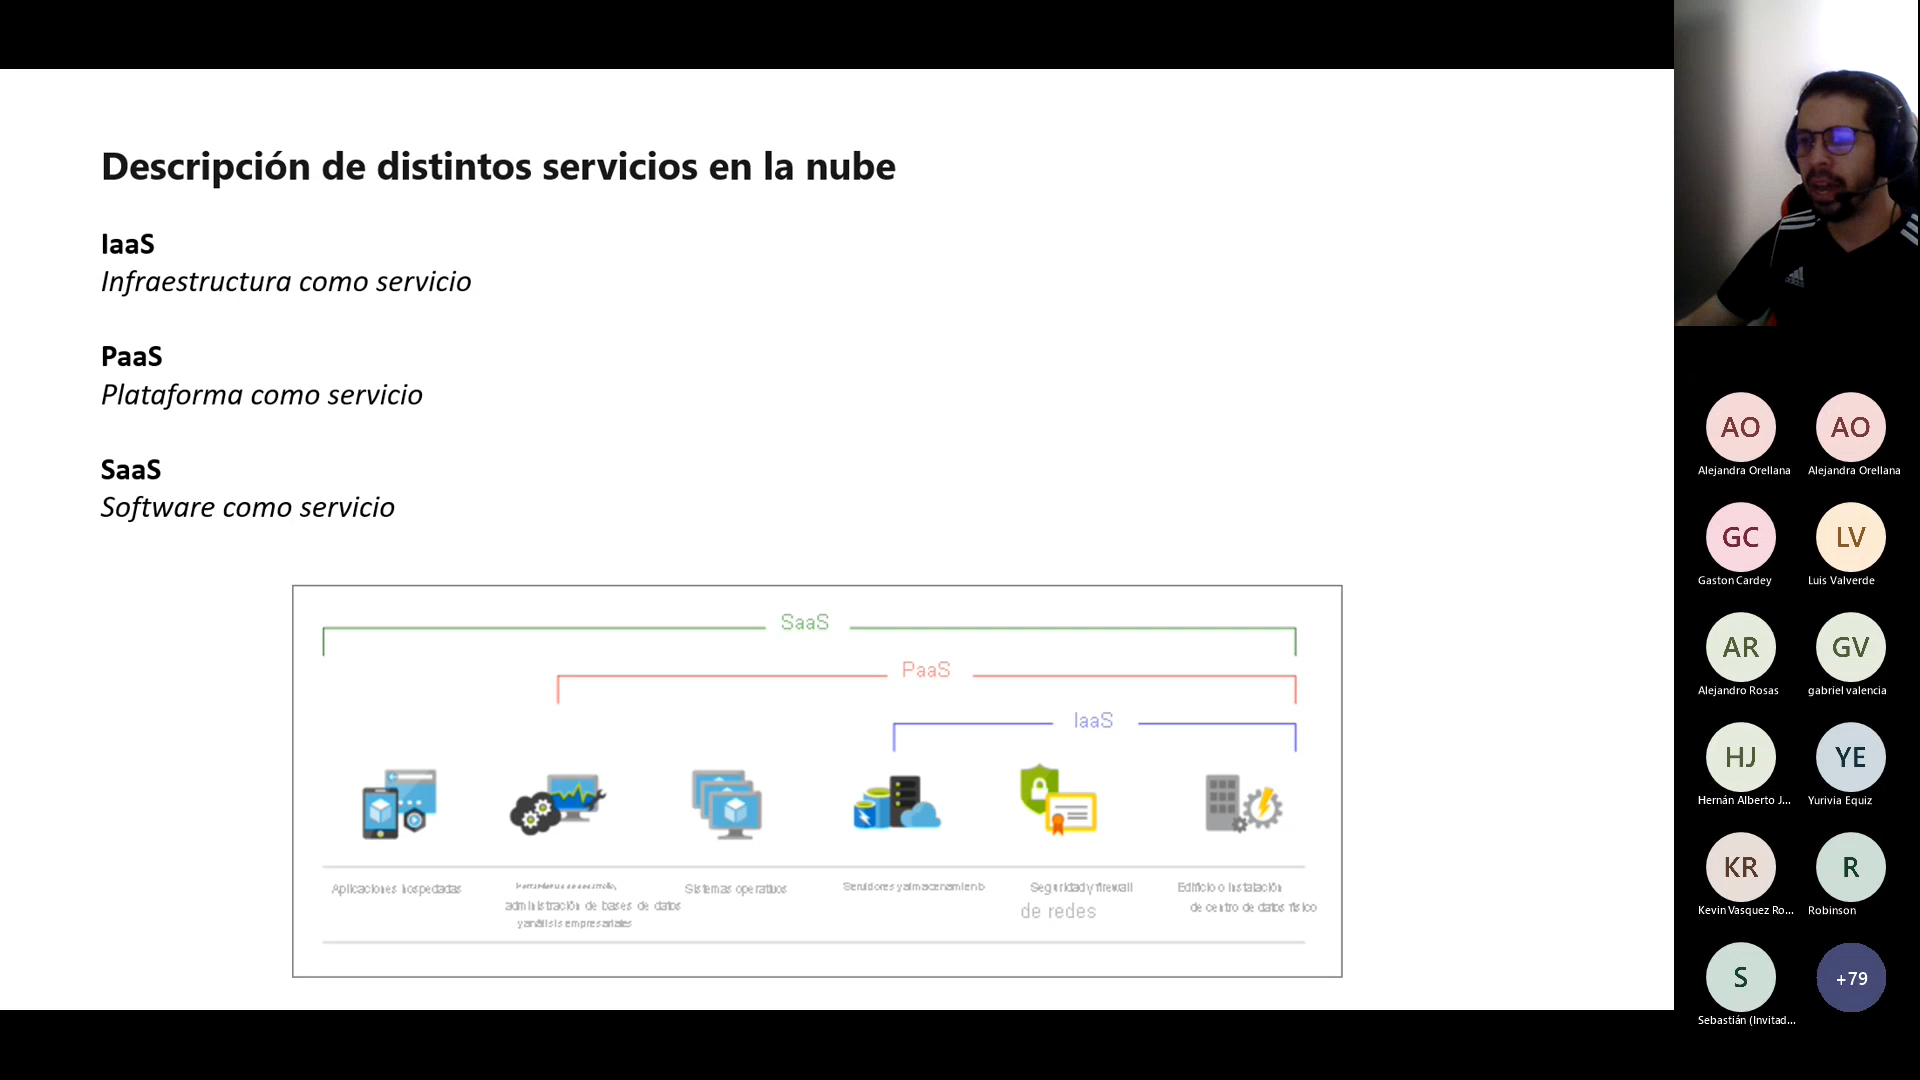 Descripción de distintos servicios en la nube
IaaS
Infraestructura como servicio
PaaS
Plataforma como servicio
SaaS
Software como servicio
SaaS
PaaS
IaaS
Aplicaciones hospedadas
administración de bases de datos
y análisis empresariales
Sistemas operativos
Servidores y almacenamiento
Seguridad y firewall
de redes
Edificio o instalación
de centro de datos físico
AO
Alejandra Orellana
AO
Alejandra Orellana
GC
Gaston Cardey
LV
Luis Valverde
AR
Alejandro Rosas
GV
gabriel valencia
HJ
Hernán Alberto J...
YE
Yurivia Equiz
KR
Kevin Vasquez Ro...
R
Robinson
S
Sebastián (Invitad...
+79